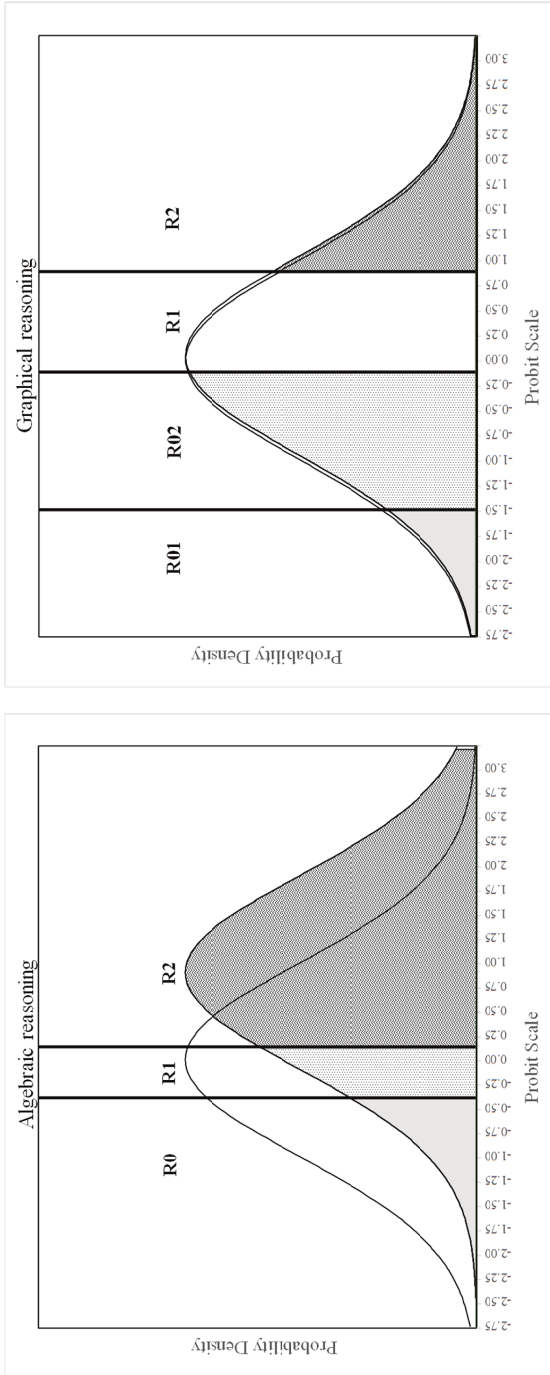 Algebraic reasoning
R0
R1
R2
Probability Density
-2.75 -2.50 -2.25 -2.00 -1.75 -1.50 -1.25 -1.00 -0.75 -0.50 -0.25 0.00 0.25 0.50 0.75 1.00 1.25 1.50 1.75 2.00 2.25 2.50 2.75 3.00
Probit Scale
Graphical reasoning
R01
R02
R1
R2
Probability Density
-2.75 -2.50 -2.25 -2.00 -1.75 -1.50 -1.25 -1.00 -0.75 -0.50 -0.25 0.00 0.25 0.50 0.75 1.00 1.25 1.50 1.75 2.00 2.25 2.50 2.75 3.00
Probit Scale